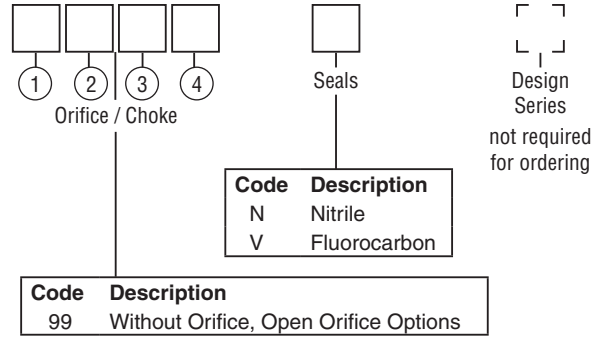 1 2 3 4
Orifice / Choke
Seals
Design
Series
not required
for ordering
Code Description
N Nitrile
V Fluorocarbon
Code Description
99 Without Orifice, Open Orifice Options